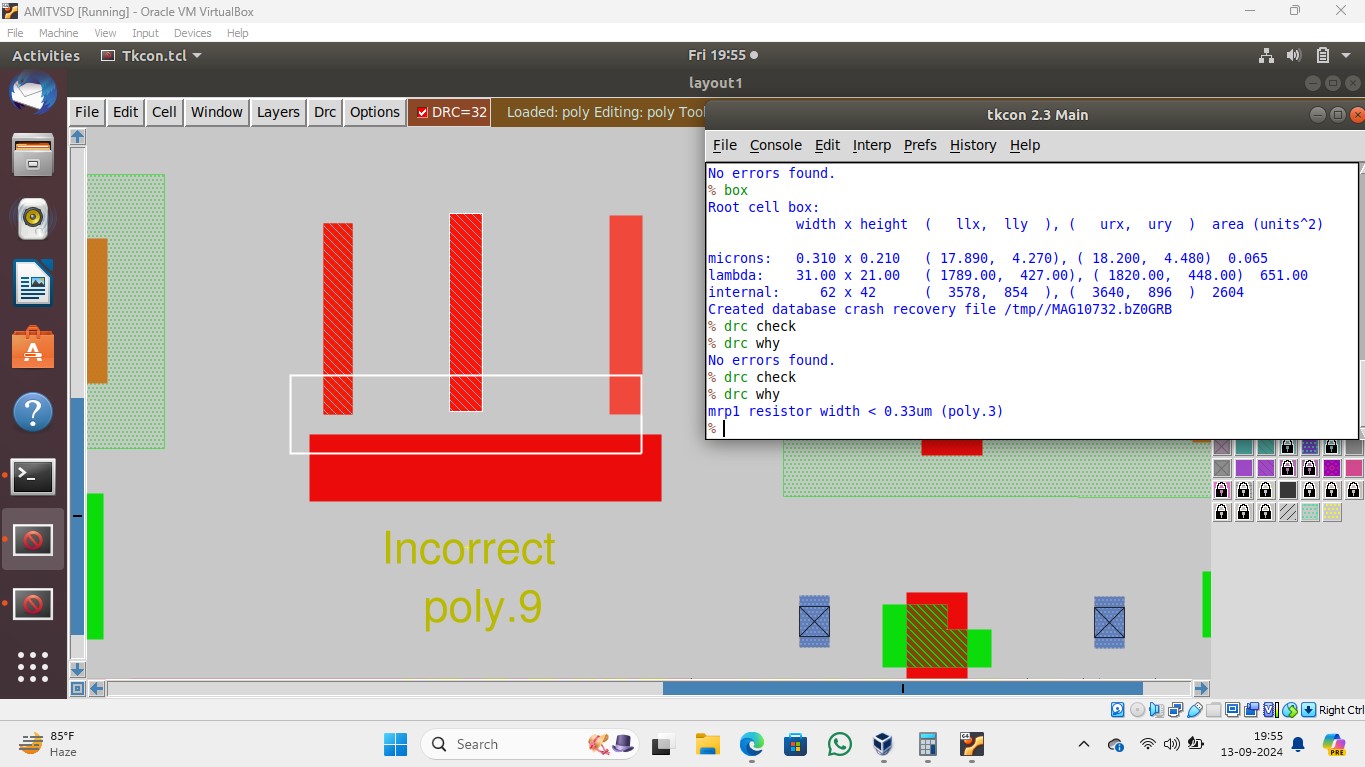 AMITVSD [Running] - Oracle VM VirtualBox
File Machine View Input Devices Help
Activities Tkcon.tcl Fri 19:55
layout1
File Edit Cell Window Layers Drc Options DRC=32 Loaded: poly Editing: poly Tool
tkcon 2.3 Main
File Console Edit Interp Prefs History Help
No errors found.
% box
Root cell box:
width x height ( llx, lly ), ( urx, ury ) area (units^2)
microns: 0.310 x 0.210 ( 17.890, 4.270), ( 18.200, 4.480) 0.065
lambda: 31.00 x 21.00 ( 1789.00, 427.00), ( 1820.00, 448.00) 651.00
internal: 62 x 42 ( 3578, 854 ), ( 3640, 896 ) 2604
Created database crash recovery file /tmp//MAG10732.bZ0GRB
% drc check
% drc why
No errors found.
% drc check
% drc why
mrp1 resistor width < 0.33um (poly.3)
%
Incorrect
poly.9
Right Ctrl
85°F
Haze
Search
19:55
13-09-2024